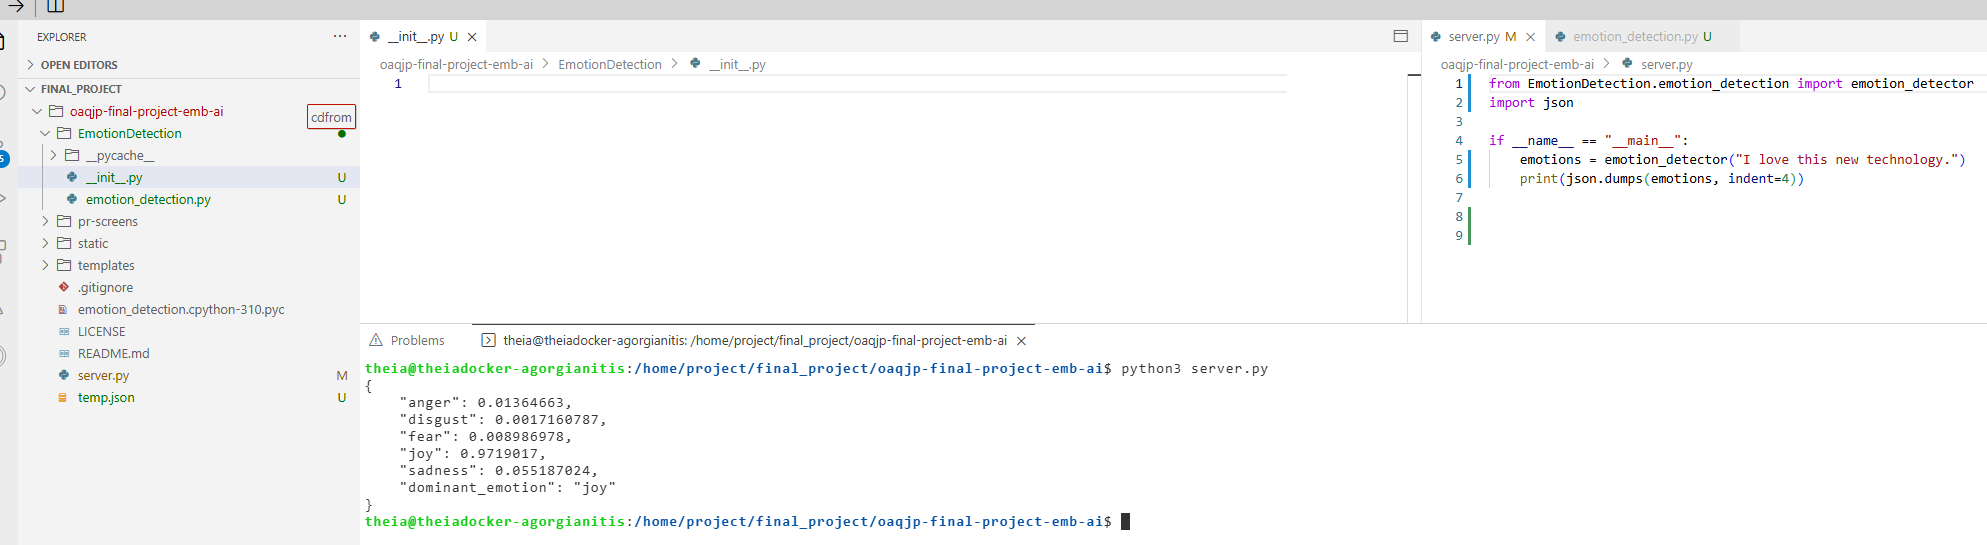 EXPLORER
OPEN EDITORS
FINAL_PROJECT
oaqjp-final-project-emb-ai
cdfrom
EmotionDetection
__pycache__
__init__.py U
emotion_detection.py U
pr-screens
static
templates
.gitignore
emotion_detection.cpython-310.pyc
LICENSE
README.md
server.py M
temp.json U
5
__init__.py U
oaqjp-final-project-emb-ai > EmotionDetection > __init__.py
1
server.py M
emotion_detection.py U
oaqjp-final-project-emb-ai > server.py
1 from EmotionDetection.emotion_detection import emotion_detector
2 import json
3
4 if __name__ == "__main__":
5     emotions = emotion_detector("I love this new technology.")
6     print(json.dumps(emotions, indent=4))
7
8
9
Problems
theia@theiadocker-agorgianitis: /home/project/final_project/oaqjp-final-project-emb-ai
theia@theiadocker-agorgianitis:/home/project/final_project/oaqjp-final-project-emb-ai$ python3 server.py
{
    "anger": 0.01364663,
    "disgust": 0.0017160787,
    "fear": 0.008986978,
    "joy": 0.9719017,
    "sadness": 0.055187024,
    "dominant_emotion": "joy"
}
theia@theiadocker-agorgianitis:/home/project/final_project/oaqjp-final-project-emb-ai$